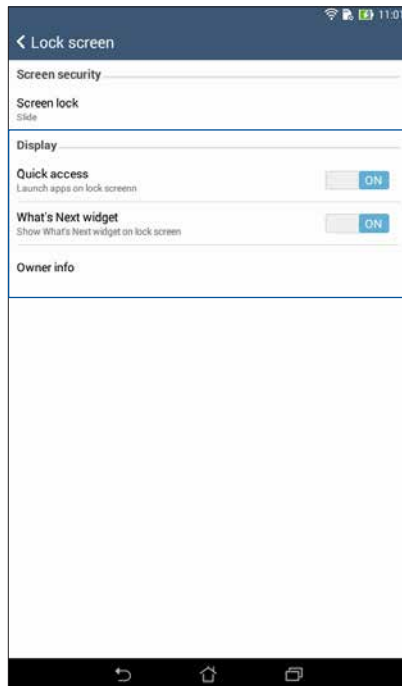 11:01
Lock screen
Screen security
Screen lock
Slide
Display
Quick access
Launch apps on lock screenn
ON
What's Next widget
Show What's Next widget on lock screen
ON
Owner info